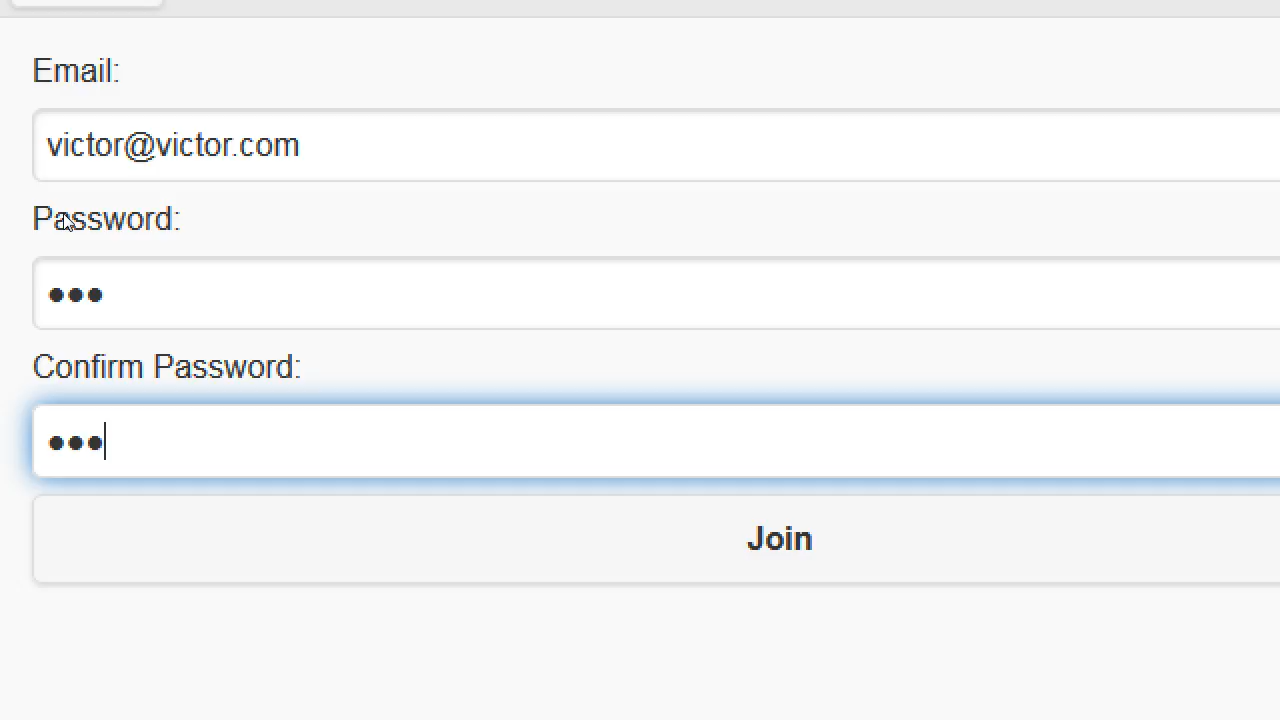 Email:
victor@victor.com
Password:
•••
Confirm Password:
•••
Join